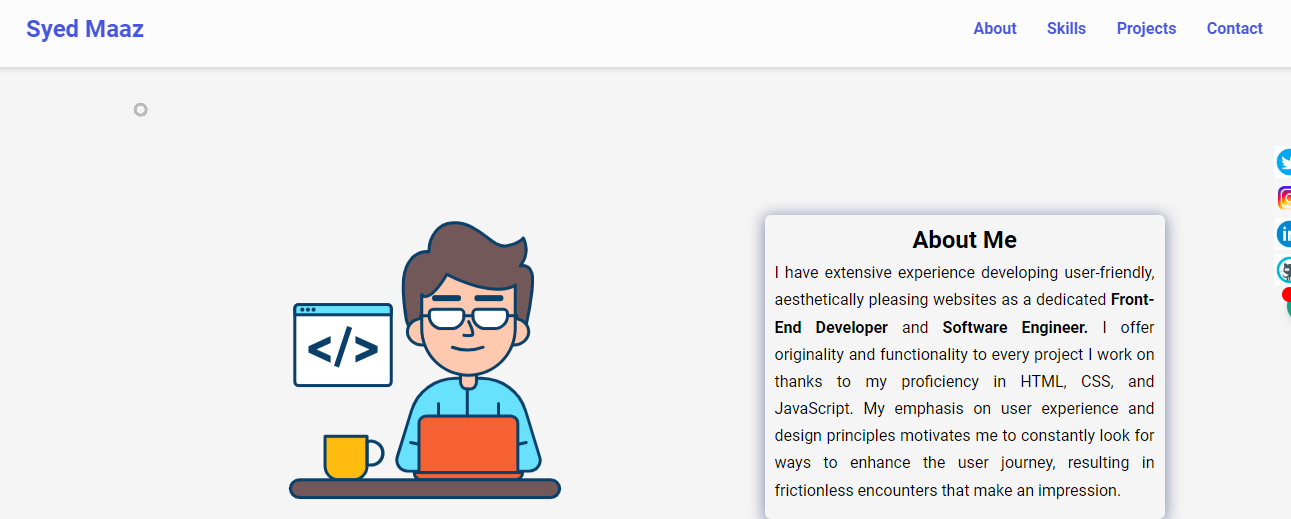 Syed Maaz
About Skills Projects Contact
About Me
I have extensive experience developing user-friendly,
aesthetically pleasing websites as a dedicated Front-
End Developer and Software Engineer. I offer
originality and functionality to every project I work on
thanks to my proficiency in HTML, CSS, and
JavaScript. My emphasis on user experience and
design principles motivates me to constantly look for
ways to enhance the user journey, resulting in
frictionless encounters that make an impression.
</>